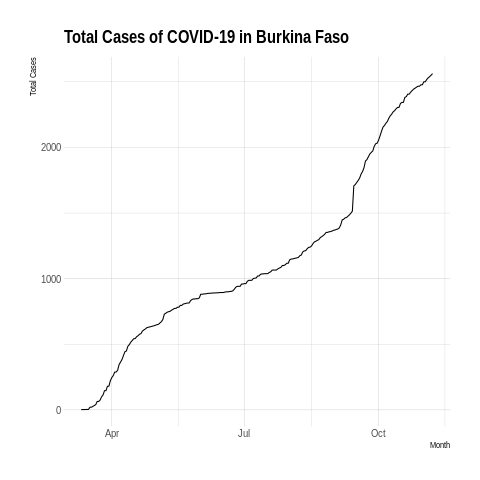 Total Cases of COVID-19 in Burkina Faso
Total Cases
2000
1000
0
Apr Jul Oct
Month